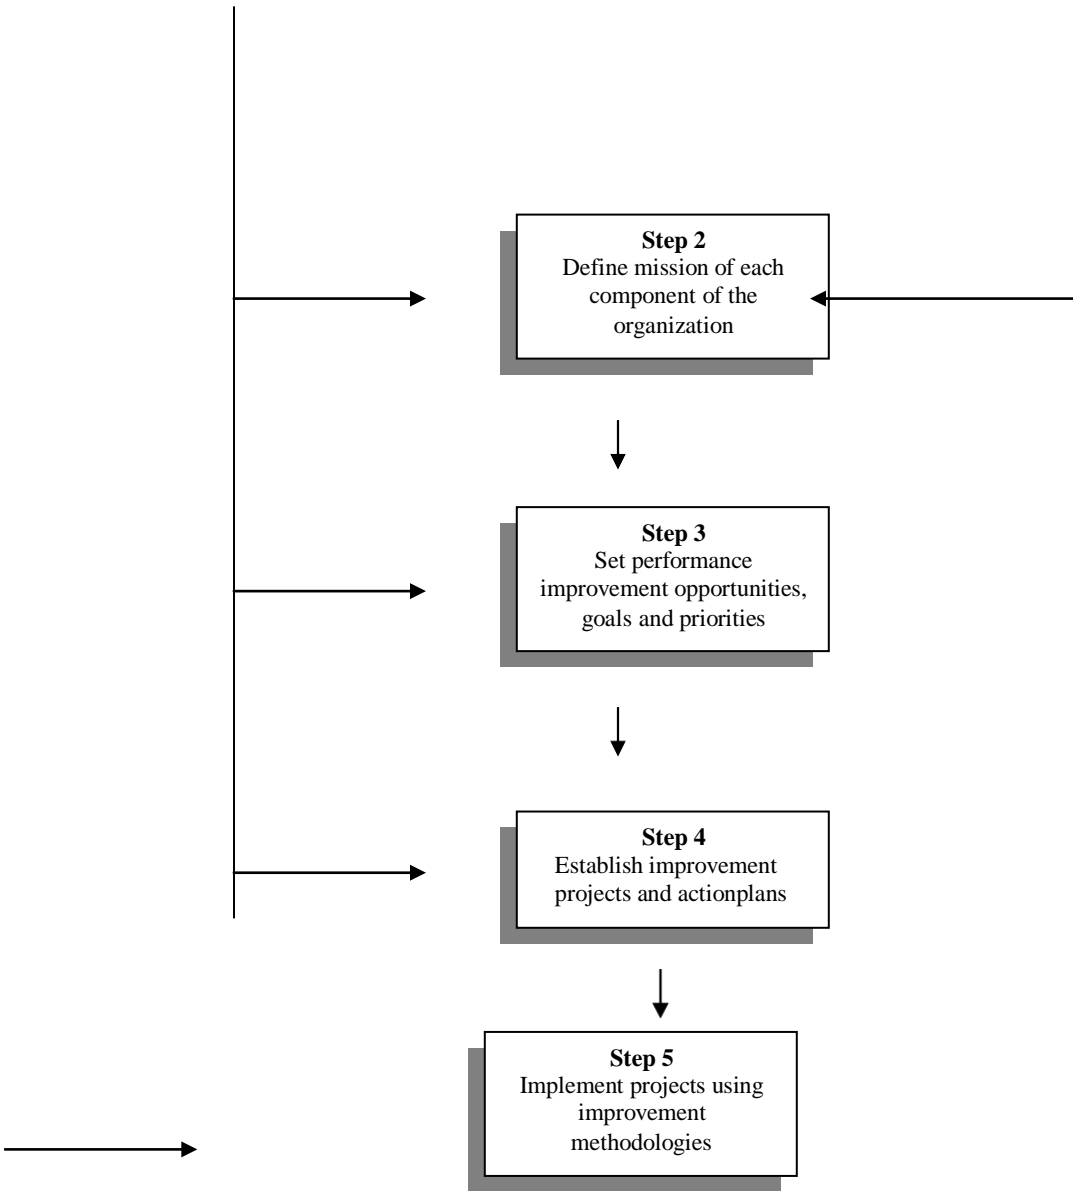 Step 2
Define mission of each
component of the
organization
Step 3
Set performance
improvement opportunities,
goals and priorities
Step 4
Establish improvement
projects and actionplans
Step 5
Implement projects using
improvement
methodologies